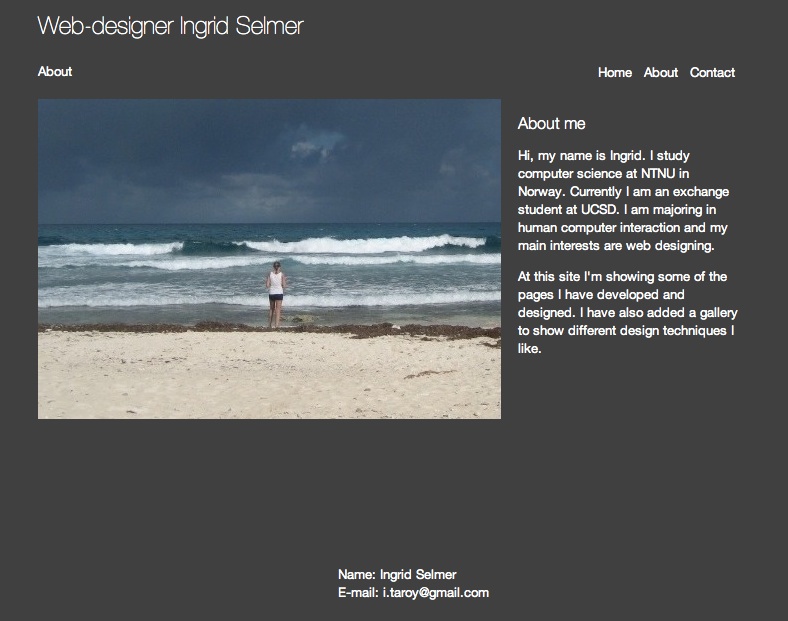 Web-designer Ingrid Selmer
About
Home About Contact
About me
Hi, my name is Ingrid. I study
computer science at NTNU in
Norway. Currently I am an exchange
student at UCSD. I am majoring in
human computer interaction and my
main interests are web designing.
At this site I'm showing some of the
pages I have developed and
designed. I have also added a gallery
to show different design techniques I
like.
Name: Ingrid Selmer
E-mail: i.taroy@gmail.com